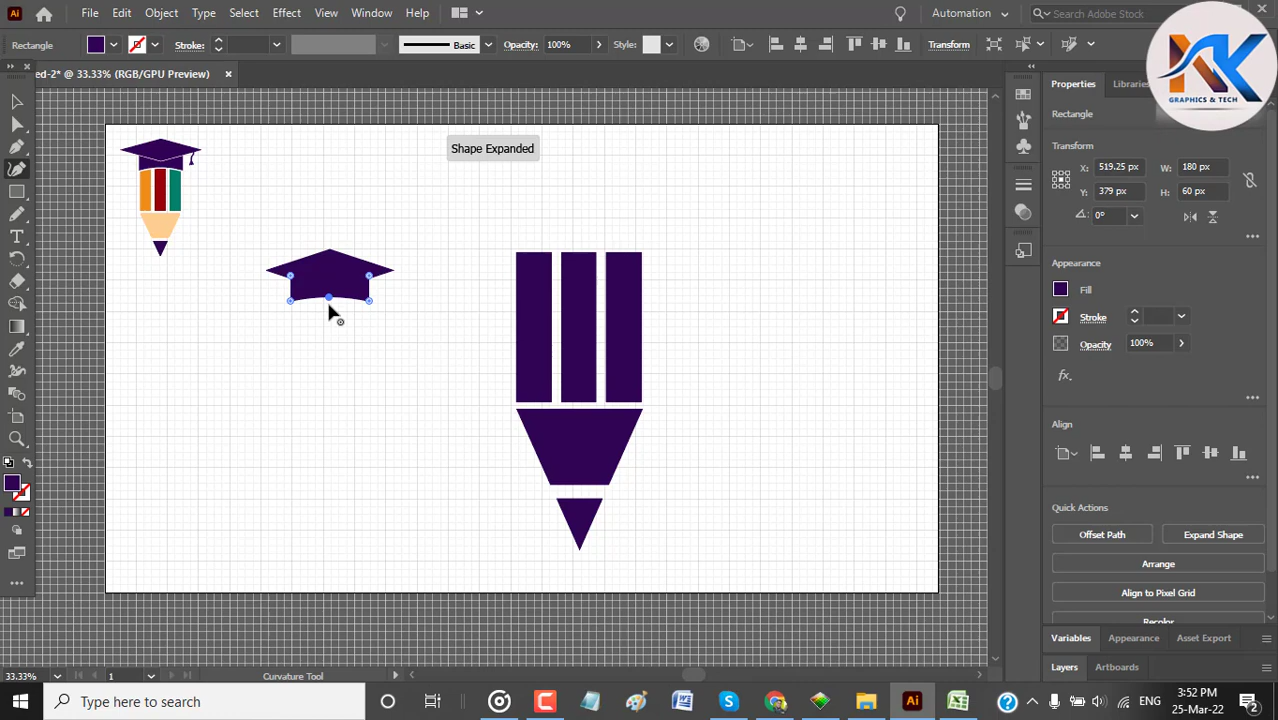 Ai File Edit Object Type Select Effect View Window Help Automation Search Adobe Stock
Rectangle Stroke: Basic Opacity: 100% Style: Transform
ed-2* @ 33.33% (RGB/GPU Preview)
Properties Libraries
GRAPHICS & TECH
Rectangle
Shape Expanded
Transform
X: 519.25 px W: 180 px
Y: 379 px H: 60 px
0°
Appearance
Fill
Stroke
Opacity 100%
fx.
Align
Quick Actions
Offset Path Expand Shape
Arrange
Align to Pixel Grid
Recolor
Variables Appearance Asset Export
Layers Artboards
33.33% 1 Curvature Tool
Type here to search
ENG 3:52 PM
25-Mar-22 2